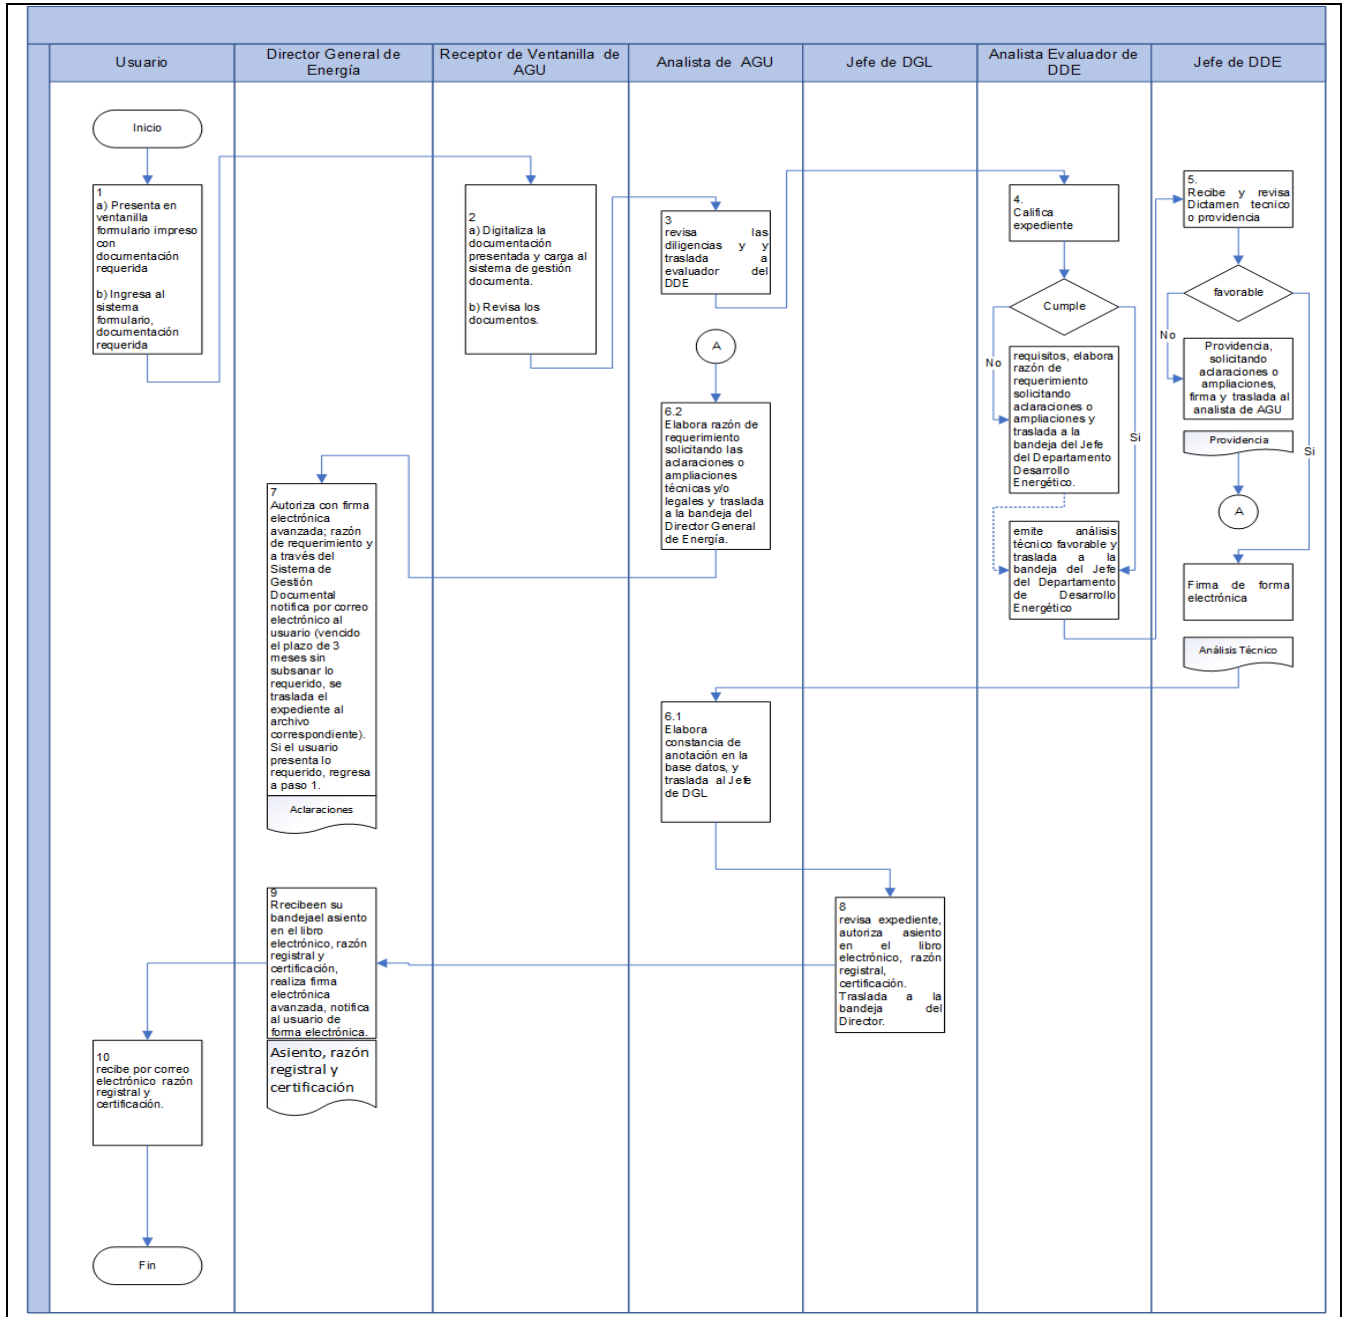 Usuario
Director General de
Energía
Receptor de Ventanilla de
AGU
Analista de AGU
Jefe de DGL
Analista Evaluador de
DDE
Jefe de DDE
Inicio
1
a) Presenta en
ventanilla
formulario impreso
con
documentación
requerida
b) Ingresa al
sistema
formulario,
documentación
requerida
2
a) Digitaliza la
documentación
presentada y carga al
sistema de gestión
documenta.
b) Revisa los
documentos.
3
revisa las
diligencias y y
traslada a
evaluador del
DDE
4.
Califica
expediente
Cumple
No
Si
requisitos, elabora
razón de
requerimiento
solicitando
aclaraciones o
ampliaciones y
traslada a la
bandeja del Jefe
del Departamento
Desarrollo
Energético.
emite análisis
técnico favorable y
traslada a la
bandeja del Jefe
del Departamento
de Desarrollo
Energético
5.
Recibe y revisa
Dictamen tecnico
o providencia
favorable
No
Si
Providencia,
solicitando
aclaraciones o
ampliaciones,
firma y traslada al
analista de AGU
Providencia
A
Firma de forma
electrónica
Análisis Técnico
A
6.2
Elabora razón de
requerimiento
solicitando las
aclaraciones o
ampliaciones
técnicas y/o
legales y traslada
a la bandeja del
Director General
de Energía.
7
Autoriza con firma
electrónica
avanzada; razón
de requerimiento y
a través del
Sistema de
Gestión
Documental
notifica por correo
electrónico al
usuario (vencido
el plazo de 3
meses sin
subsanar lo
requerido, se
traslada el
expediente al
archivo
correspondiente).
Si el usuario
presenta lo
requerido, regresa
a paso 1.
Aclaraciones
6.1
Elabora
constancia de
anotación en la
base datos, y
traslada al Jefe
de DGL
8
revisa expediente,
autoriza asiento
en el libro
electrónico, razón
registral,
certificación.
Traslada a la
bandeja del
Director.
9
Rrecibeen su
bandejael asiento
en el libro
electrónico, razón
registral y
certificación,
realiza firma
electrónica
avanzada, notifica
al usuario de
forma electrónica.
Asiento, razón
registral y
certificación
10
recibe por correo
electrónico razón
registral y
certificación.
Fin